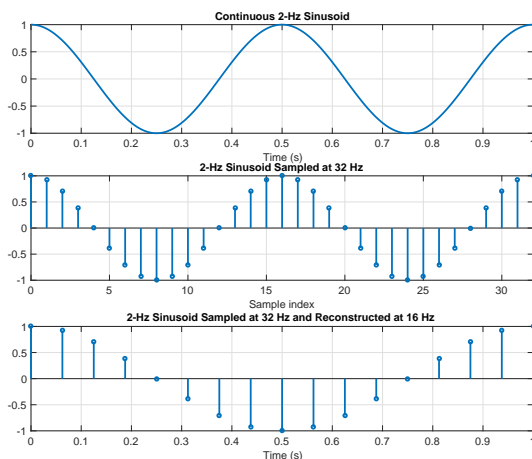 Continuous 2-Hz Sinusoid
1
0.5
0
-0.5
-1
0 0.1 0.2 0.3 0.4 0.5 0.6 0.7 0.8 0.9 1
Time (s)
2-Hz Sinusoid Sampled at 32 Hz
1
0.5
0
-0.5
-1
0 5 10 15 20 25 30
Sample index
2-Hz Sinusoid Sampled at 32 Hz and Reconstructed at 16 Hz
1
0.5
0
-0.5
-1
0 0.1 0.2 0.3 0.4 0.5 0.6 0.7 0.8 0.9 1
Time (s)